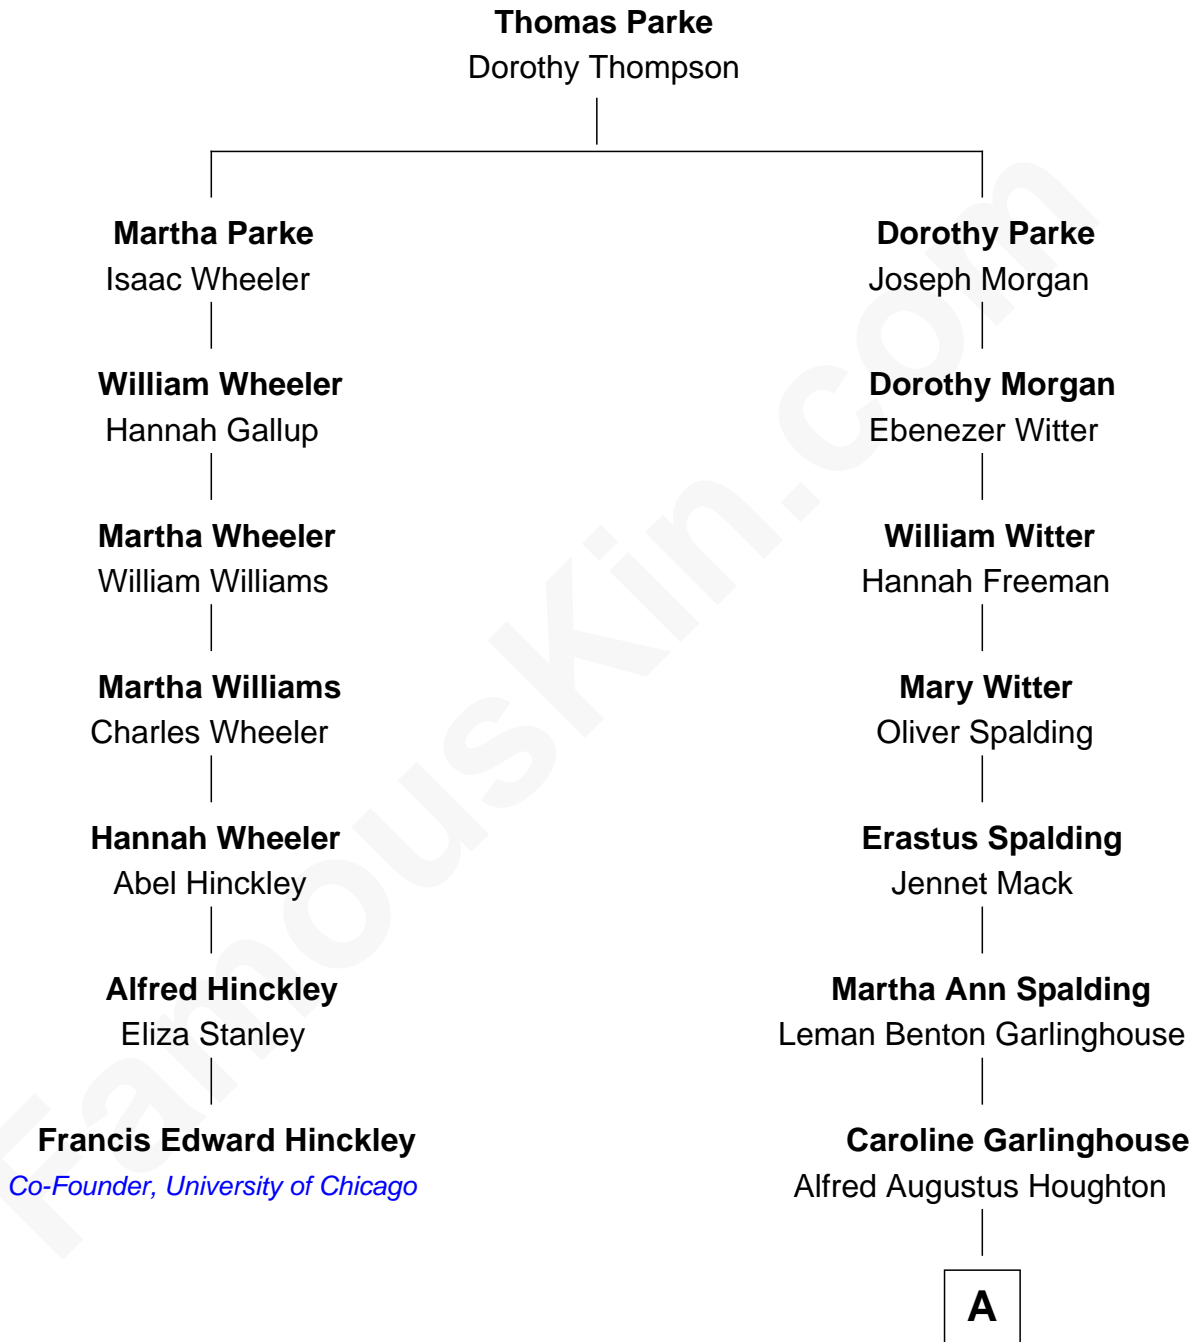 Thomas Parke
Dorothy Thompson
Martha Parke
Isaac Wheeler
Dorothy Parke
Joseph Morgan
William Wheeler
Hannah Gallup
Dorothy Morgan
Ebenezer Witter
Martha Wheeler
William Williams
William Witter
Hannah Freeman
Martha Williams
Charles Wheeler
Mary Witter
Oliver Spalding
Hannah Wheeler
Abel Hinckley
Erastus Spalding
Jennet Mack
Alfred Hinckley
Eliza Stanley
Martha Ann Spalding
Leman Benton Garlinghouse
Francis Edward Hinckley
Co-Founder, University of Chicago
Caroline Garlinghouse
Alfred Augustus Houghton
A
FamousKin.com